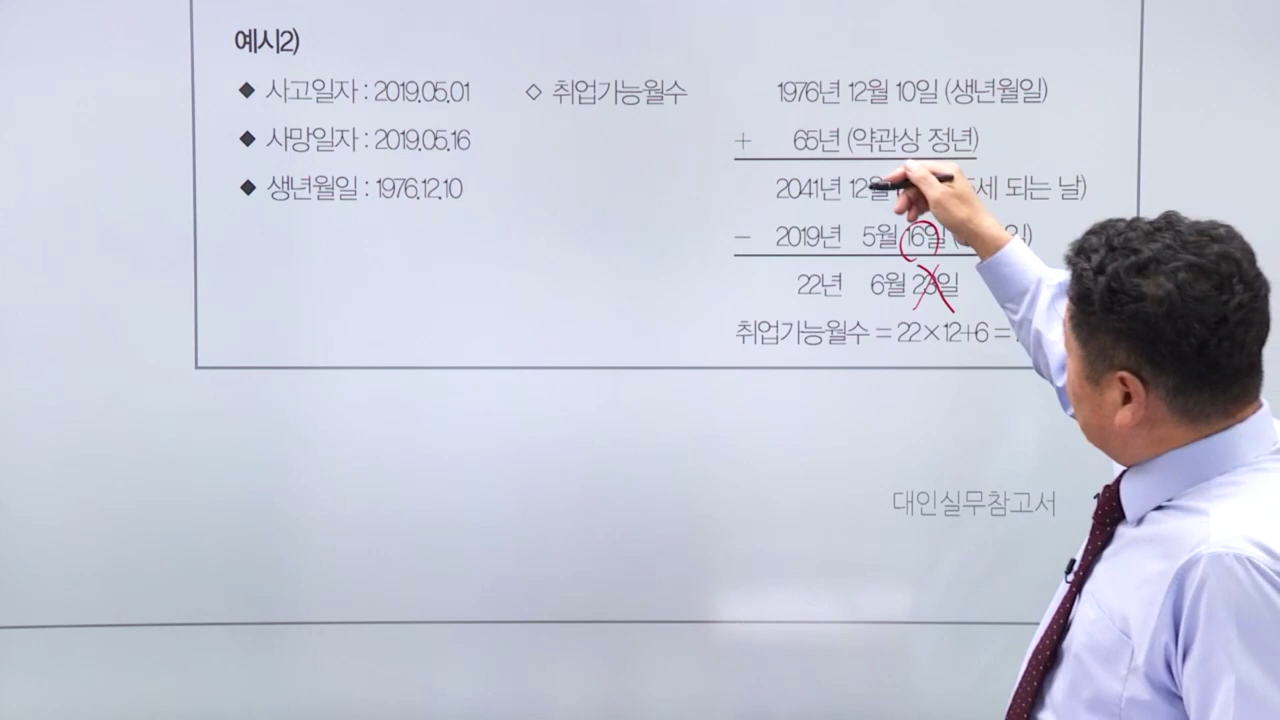 예시2)
◆ 사고일자 : 2019.05.01
◆ 사망일자 : 2019.05.16
◆ 생년월일 : 1976.12.10
◇ 취업가능월수
1976년 12월 10일 (생년월일)
+ 65년 (약관상 정년)
2041년 12월 세 되는 날)
− 2019년 5월 16일
22년 6월 23일
취업가능월수 = 22×12+6 =
대인실무참고서